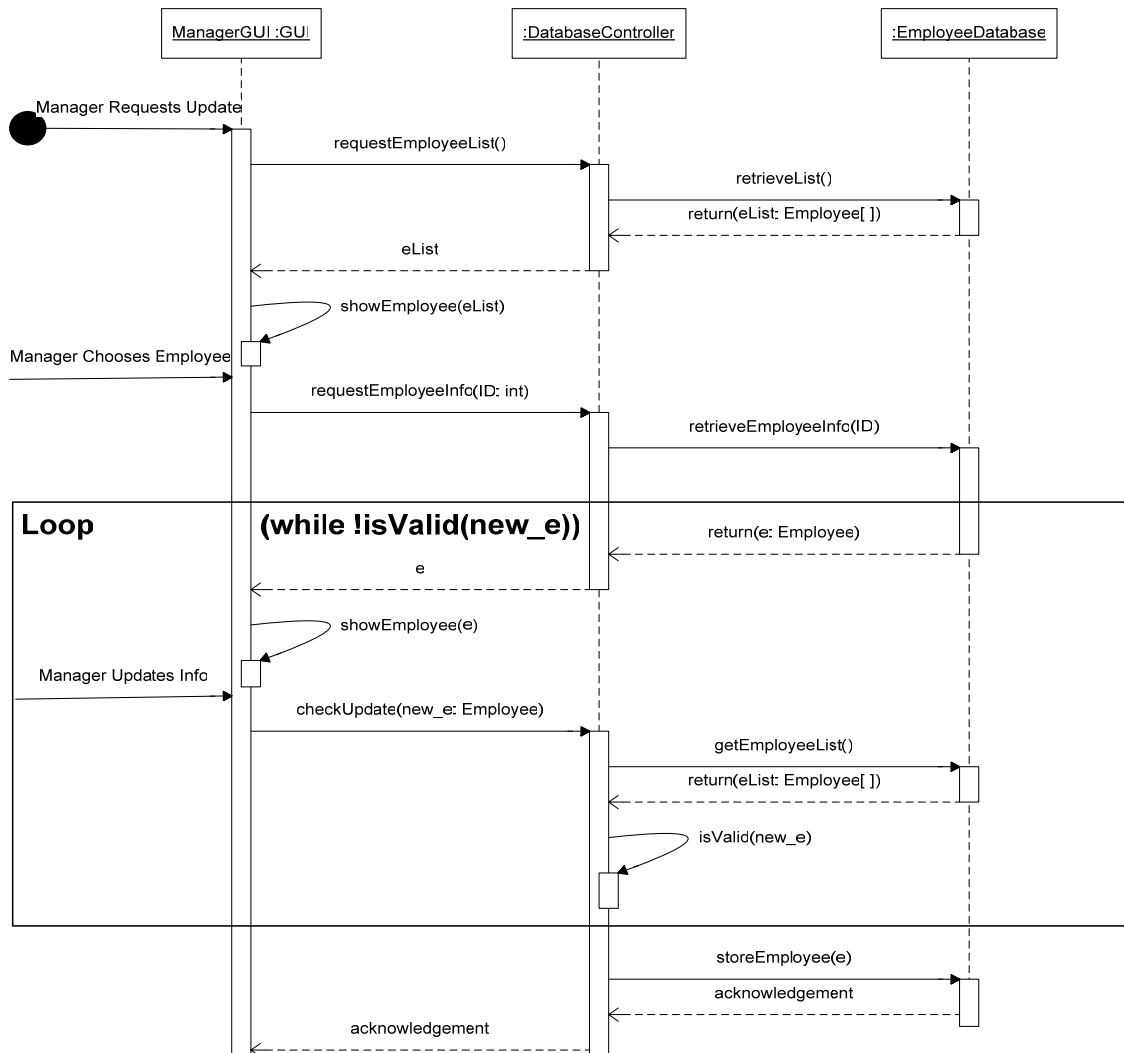 ManagerGUI :GUI
:DatabaseController
:EmployeeDatabase
Manager Requests Update
requestEmployeeList()
retrieveList()
return(eList: Employee[ ])
eList
showEmployee(eList)
Manager Chooses Employee
requestEmployeeInfo(ID: int)
retrieveEmployeeInfo(ID)
Loop (while !isValid(new_e))
return(e: Employee)
e
showEmployee(e)
Manager Updates Info
checkUpdate(new_e: Employee)
getEmployeeList()
return(eList: Employee[ ])
isValid(new_e)
storeEmployee(e)
acknowledgement
acknowledgement